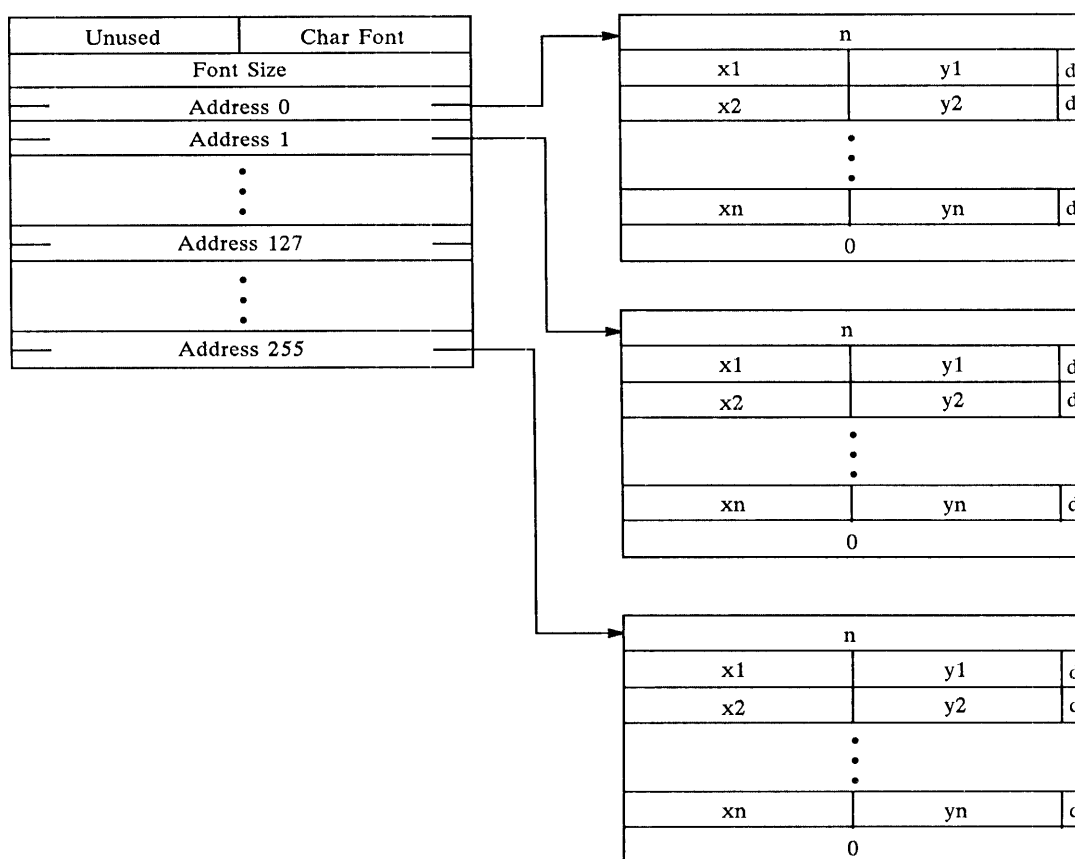 Unused Char Font
Font Size
Address 0
Address 1
Address 127
Address 255
n
x1 y1 d
x2 y2 d
xn yn d
0
n
x1 y1 d
x2 y2 d
xn yn d
0
n
x1 y1 d
x2 y2 d
xn yn d
0